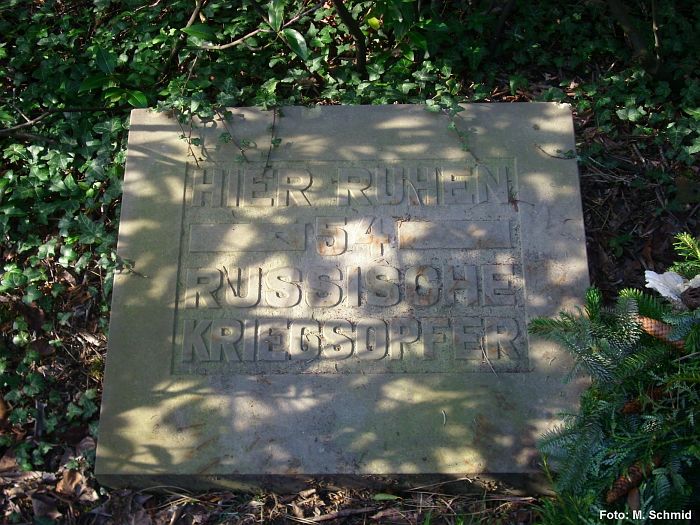 HIER RUHEN
54
RUSSISCHE
KRIEGSOPFER
Foto: M. Schmid